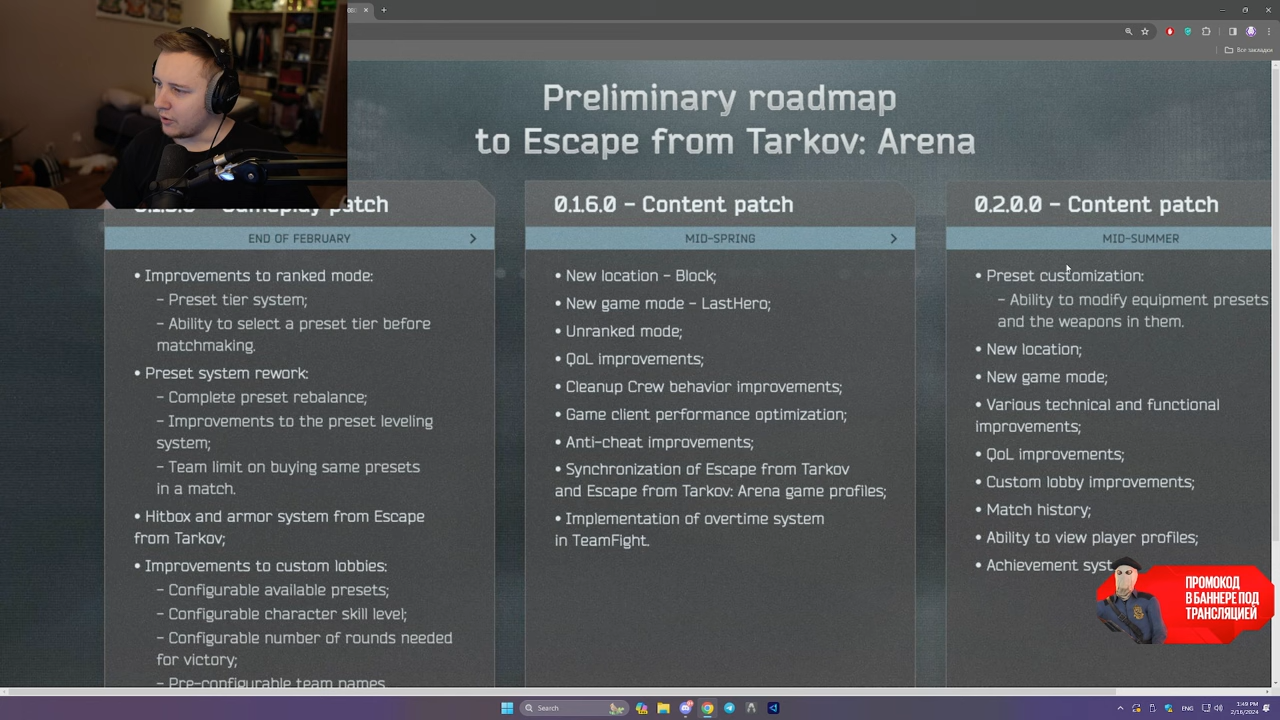 Все закладки
Preliminary roadmap
to Escape from Tarkov: Arena
patch
END OF FEBRUARY
• Improvements to ranked mode:
– Preset tier system;
– Ability to select a preset tier before
matchmaking.
• Preset system rework:
– Complete preset rebalance;
– Improvements to the preset leveling
system;
– Team limit on buying same presets
in a match.
• Hitbox and armor system from Escape
from Tarkov;
• Improvements to custom lobbies:
– Configurable available presets;
– Configurable character skill level;
– Configurable number of rounds needed
for victory;
– Pre-configurable team names
0.1.6.0 – Content patch
MID-SPRING
• New location – Block;
• New game mode – LastHero;
• Unranked mode;
• QoL improvements;
• Cleanup Crew behavior improvements;
• Game client performance optimization;
• Anti-cheat improvements;
• Synchronization of Escape from Tarkov
and Escape from Tarkov: Arena game profiles;
• Implementation of overtime system
in TeamFight.
0.2.0.0 – Content patch
MID-SUMMER
• Preset customization:
– Ability to modify equipment presets
and the weapons in them.
• New location;
• New game mode;
• Various technical and functional
improvements;
• QoL improvements;
• Custom lobby improvements;
• Match history;
• Ability to view player profiles;
• Achievement syst
ПРОМОКОД
В БАННЕРЕ ПОД
ТРАНСЛЯЦИЕЙ
Search
ENG
1:49 PM
2/16/2024